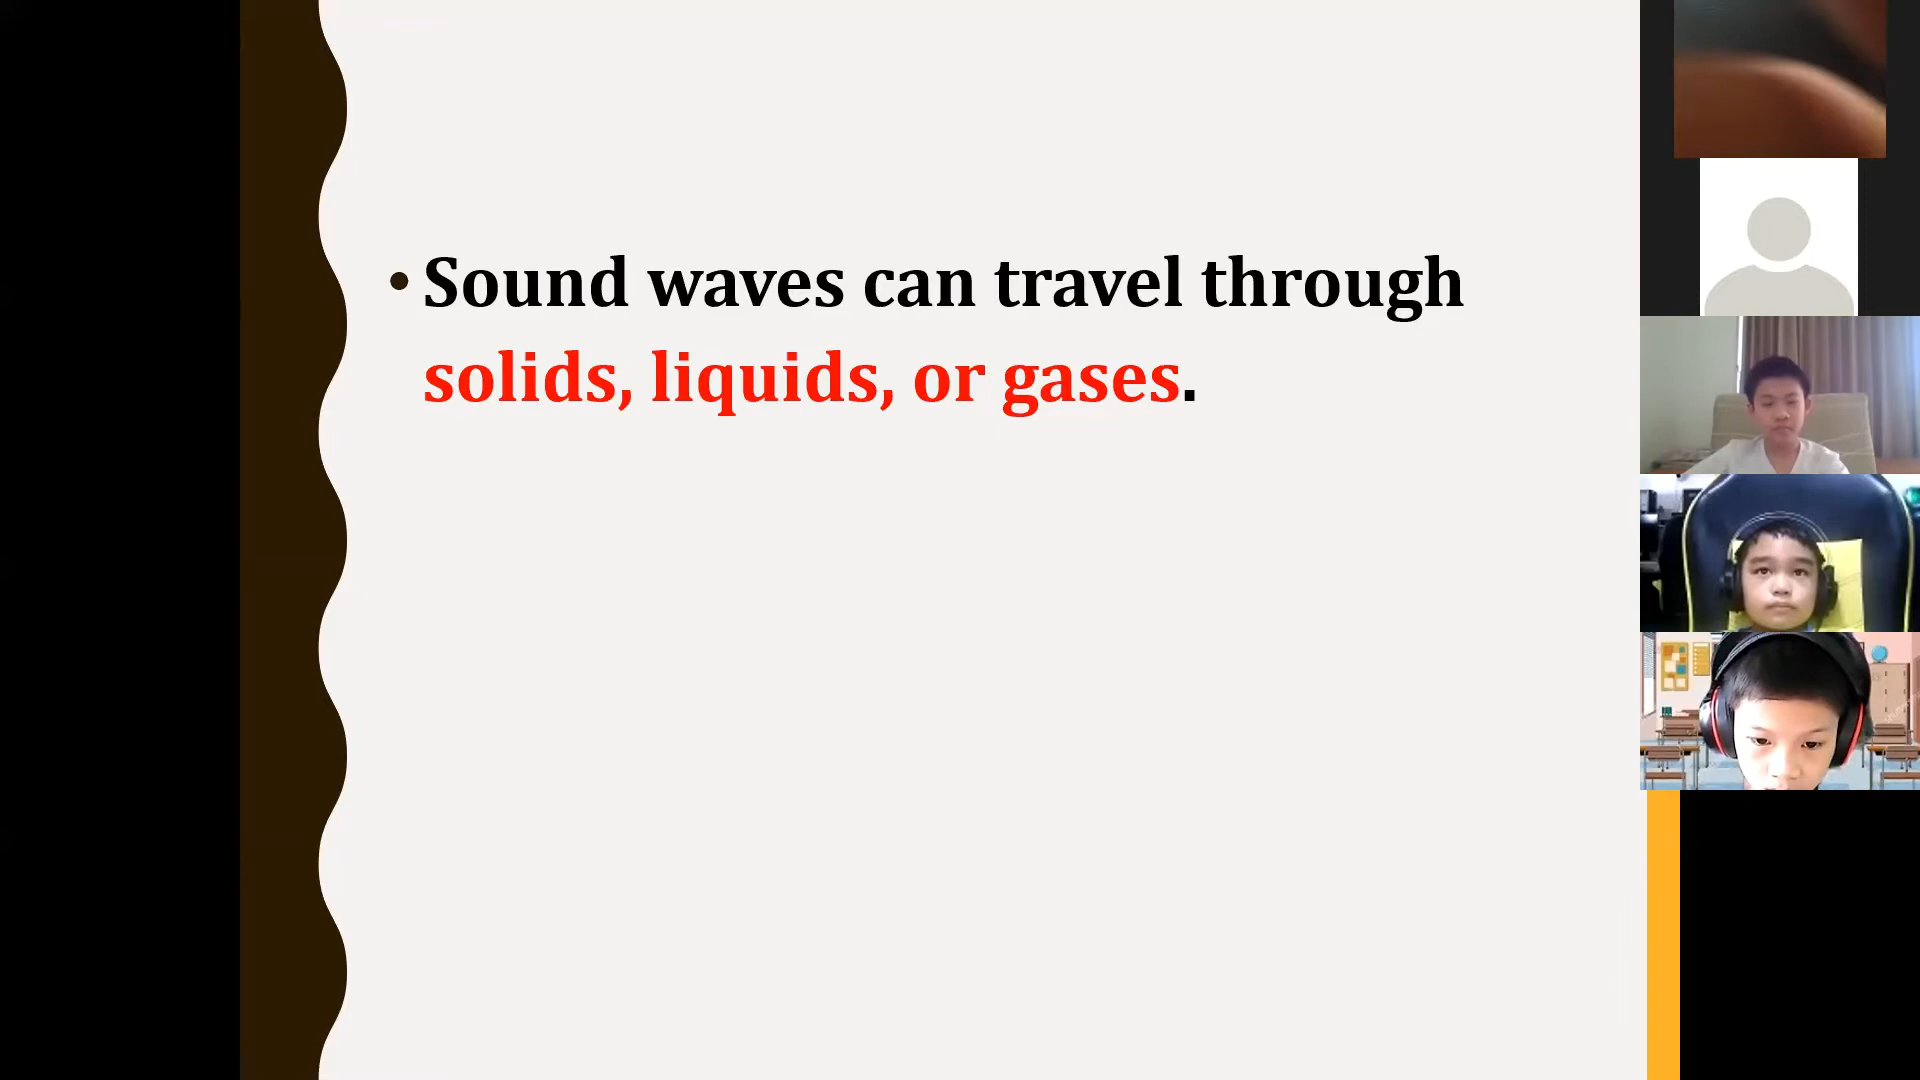 • Sound waves can travel through
solids, liquids, or gases.